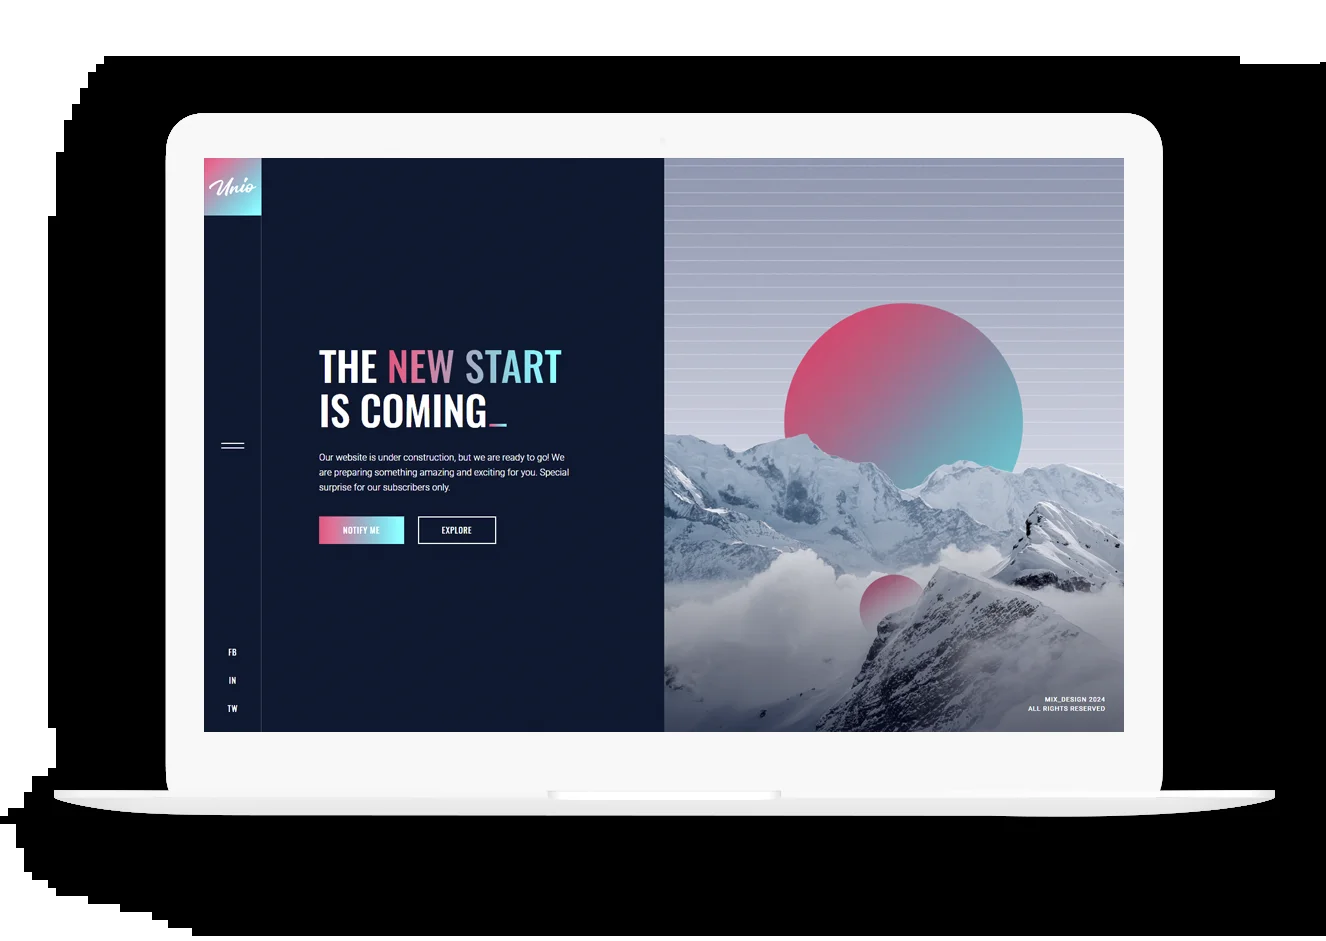 Unio
THE NEW START
IS COMING_
Our website is under construction, but we are ready to go! We
are preparing something amazing and exciting for you. Special
surprise for our subscribers only.
NOTIFY ME
EXPLORE
FB
IN
TW
MIX_DESIGN 2024
ALL RIGHTS RESERVED